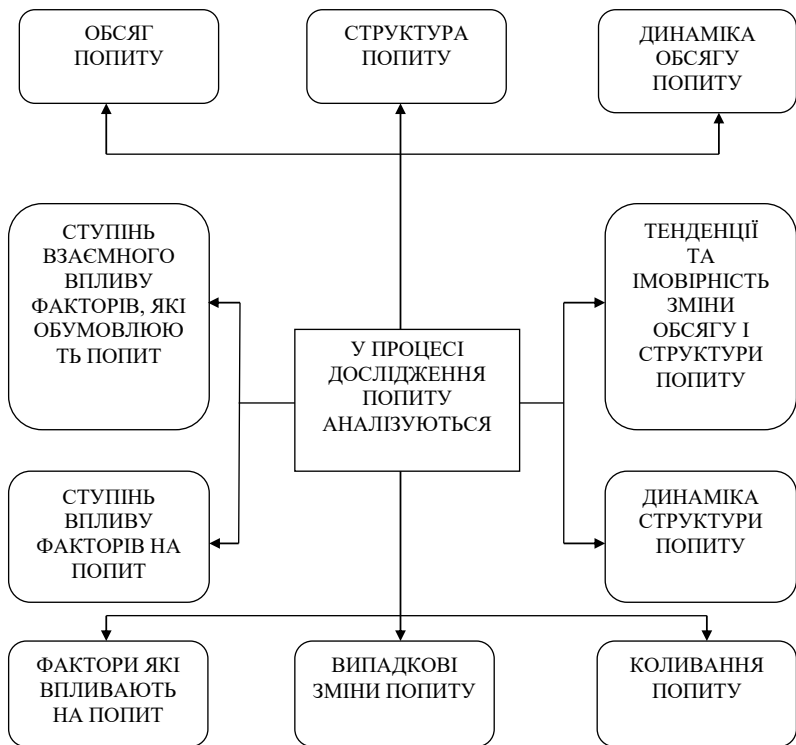 ОБСЯГ
ПОПИТУ
СТРУКТУРА
ПОПИТУ
ДИНАМІКА
ОБСЯГУ
ПОПИТУ
СТУПІНЬ
ВЗАЄМНОГО
ВПЛИВУ
ФАКТОРІВ, ЯКІ
ОБУМОВЛЮЮ
ТЬ ПОПИТ
У ПРОЦЕСІ
ДОСЛІДЖЕННЯ
ПОПИТУ
АНАЛІЗУЮТЬСЯ
ТЕНДЕНЦІЇ
ТА
ІМОВІРНІСТЬ
ЗМІНИ
ОБСЯГУ І
СТРУКТУРИ
ПОПИТУ
СТУПІНЬ
ВПЛИВУ
ФАКТОРІВ НА
ПОПИТ
ДИНАМІКА
СТРУКТУРИ
ПОПИТУ
ФАКТОРИ ЯКІ
ВПЛИВАЮТЬ
НА ПОПИТ
ВИПАДКОВІ
ЗМІНИ ПОПИТУ
КОЛИВАННЯ
ПОПИТУ